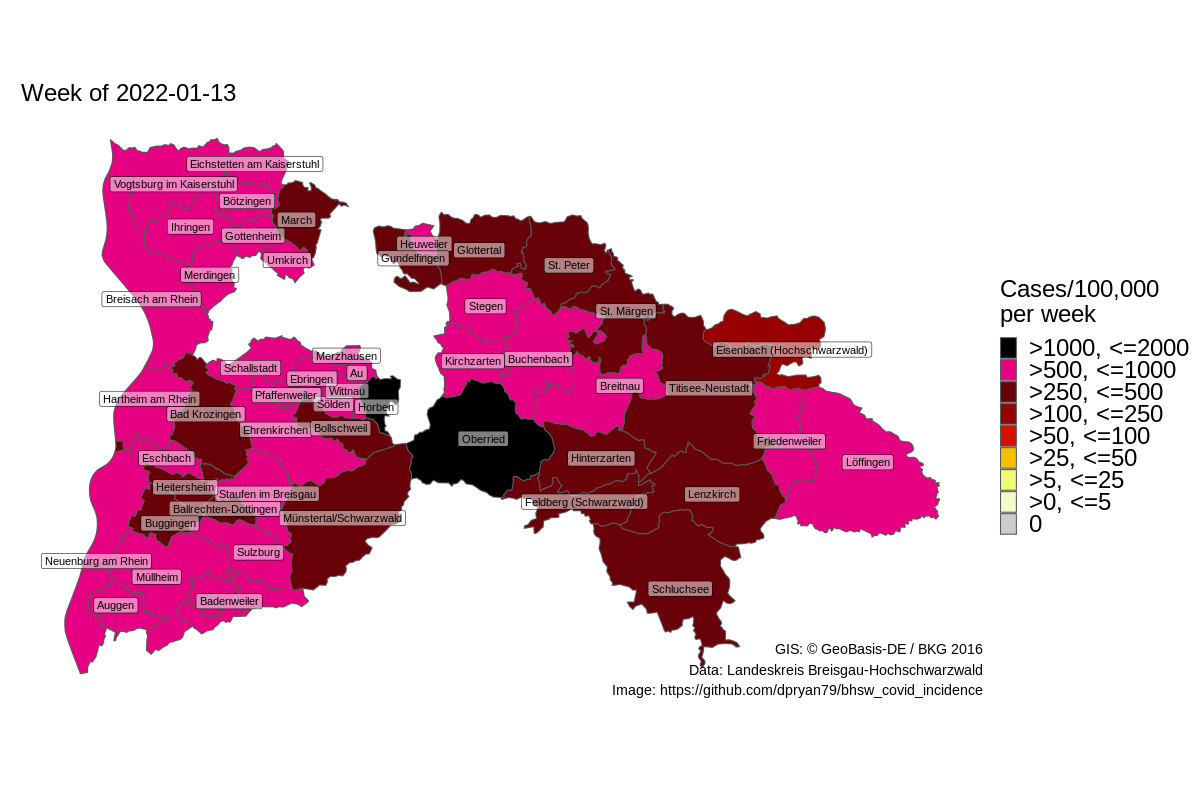 Week of 2022-01-13
Eichstetten am Kaiserstuhl
Vogtsburg im Kaiserstuhl
Bötzingen
March
Ihringen
Gottenheim
Umkirch
Merdingen
Breisach am Rhein
Heuweiler
Gundelfingen
Glottertal
St. Peter
Stegen
St. Märgen
Eisenbach (Hochschwarzwald)
Merzhausen
Schallstadt
Au
Ebringen
Kirchzarten
Buchenbach
Breitnau
Titisee-Neustadt
Wittnau
Pfaffenweiler
Sölden
Horben
Hartheim am Rhein
Bad Krozingen
Ehrenkirchen
Bollschweil
Oberried
Friedenweiler
Löffingen
Eschbach
Hinterzarten
Heitersheim
Staufen im Breisgau
Lenzkirch
Feldberg (Schwarzwald)
Ballrechten-Dottingen
Buggingen
Münstertal/Schwarzwald
Sulzburg
Neuenburg am Rhein
Müllheim
Auggen
Badenweiler
Schluchsee
Cases/100,000
per week
>1000, <=2000
>500, <=1000
>250, <=500
>100, <=250
>50, <=100
>25, <=50
>5, <=25
>0, <=5
0
GIS: © GeoBasis-DE / BKG 2016
Data: Landeskreis Breisgau-Hochschwarzwald
Image: https://github.com/dpryan79/bhsw_covid_incidence